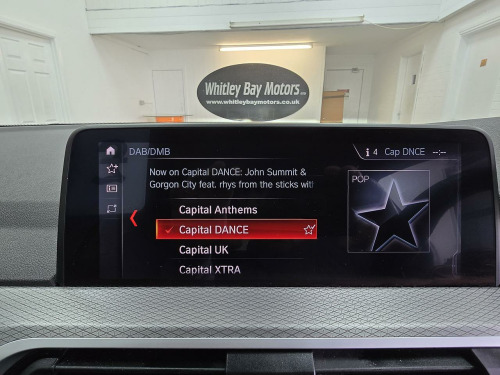 Whitley Bay Motors
www.whitleybaymotors.co.uk
DAB/DMB
4 Cap DNCE --:--
Now on Capital DANCE: John Summit &
Gorgon City feat. rhys from the sticks wit
POP
Capital Anthems
Capital DANCE
Capital UK
Capital XTRA